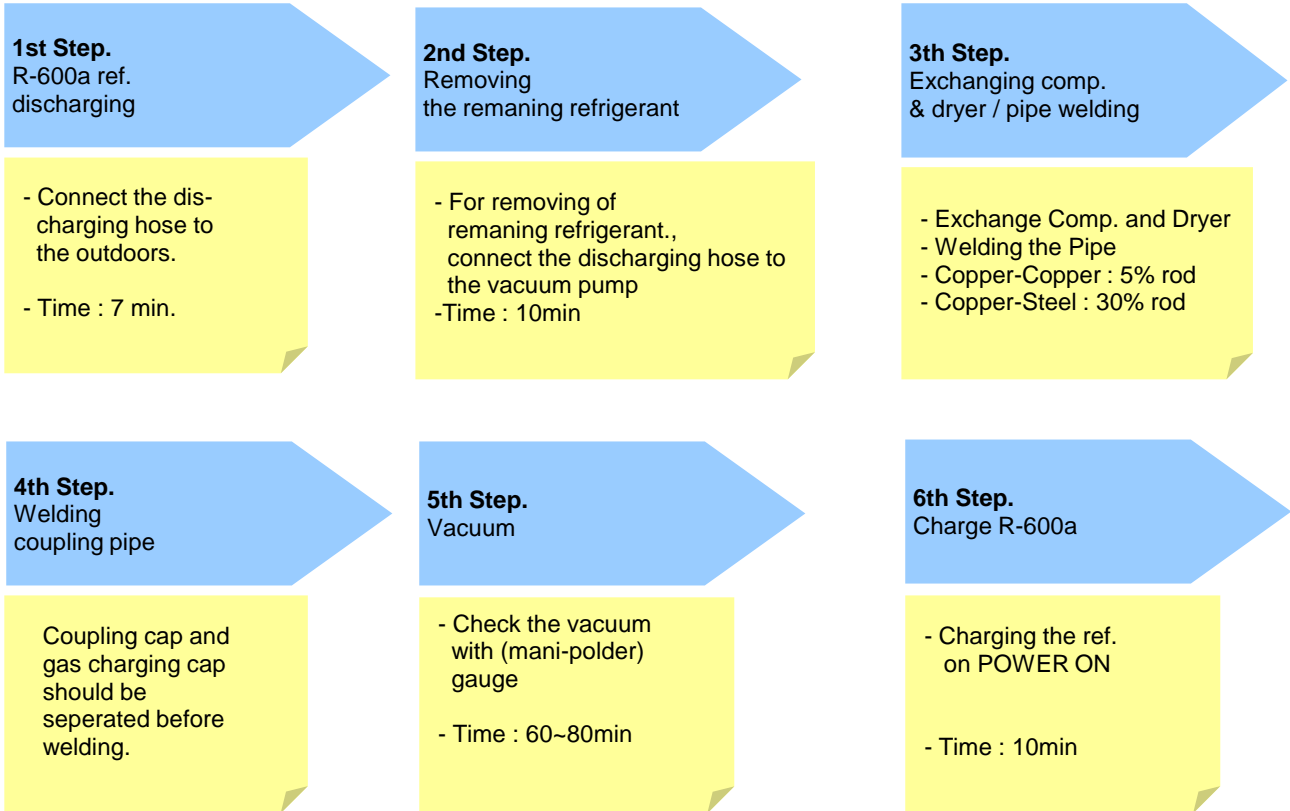 1st Step.
R-600a ref.
discharging
- Connect the dis-
charging hose to
the outdoors.
- Time : 7 min.
2nd Step.
Removing
the remaning refrigerant
- For removing of
remaning refrigerant.,
connect the discharging hose to
the vacuum pump
-Time : 10min
3th Step.
Exchanging comp.
& dryer / pipe welding
- Exchange Comp. and Dryer
- Welding the Pipe
- Copper-Copper : 5% rod
- Copper-Steel : 30% rod
4th Step.
Welding
coupling pipe
Coupling cap and
gas charging cap
should be
seperated before
welding.
5th Step.
Vacuum
- Check the vacuum
with (mani-polder)
gauge
- Time : 60~80min
6th Step.
Charge R-600a
- Charging the ref.
on POWER ON
- Time : 10min